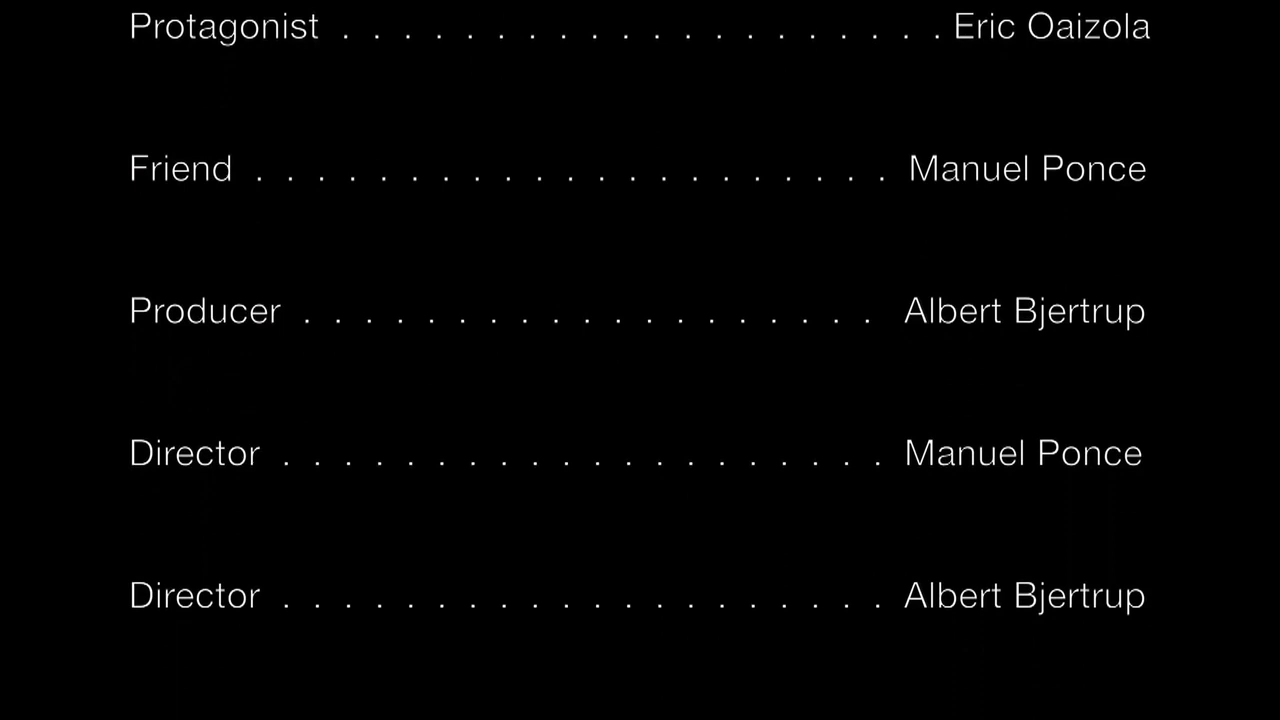 Protagonist . . . . . . . . . . . . . . . . . . . . Eric Oaizola
Friend . . . . . . . . . . . . . . . . . . . . . Manuel Ponce
Producer . . . . . . . . . . . . . . . . . . . Albert Bjertrup
Director . . . . . . . . . . . . . . . . . . . . Manuel Ponce
Director . . . . . . . . . . . . . . . . . . . . Albert Bjertrup